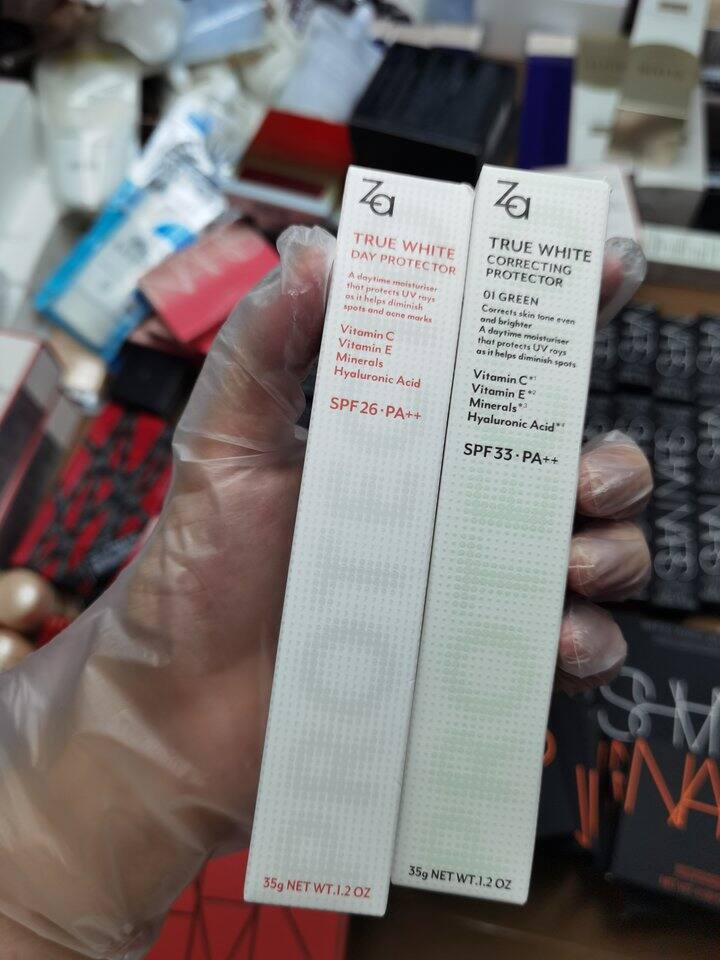 Za
TRUE WHITE
DAY PROTECTOR
A daytime moisturiser
that protects UV rays
as it helps diminish
spots and acne marks
Vitamin C
Vitamin E
Minerals
Hyaluronic Acid
SPF26·PA++
35g NET WT.1.2 OZ
Za
TRUE WHITE
CORRECTING
PROTECTOR
01 GREEN
Corrects skin tone even
and brighter
A daytime moisturiser
that protects UV rays
as it helps diminish spots
Vitamin C*1
Vitamin E*2
Minerals*3
Hyaluronic Acid*4
SPF33·PA++
35g NET WT.1.2 OZ